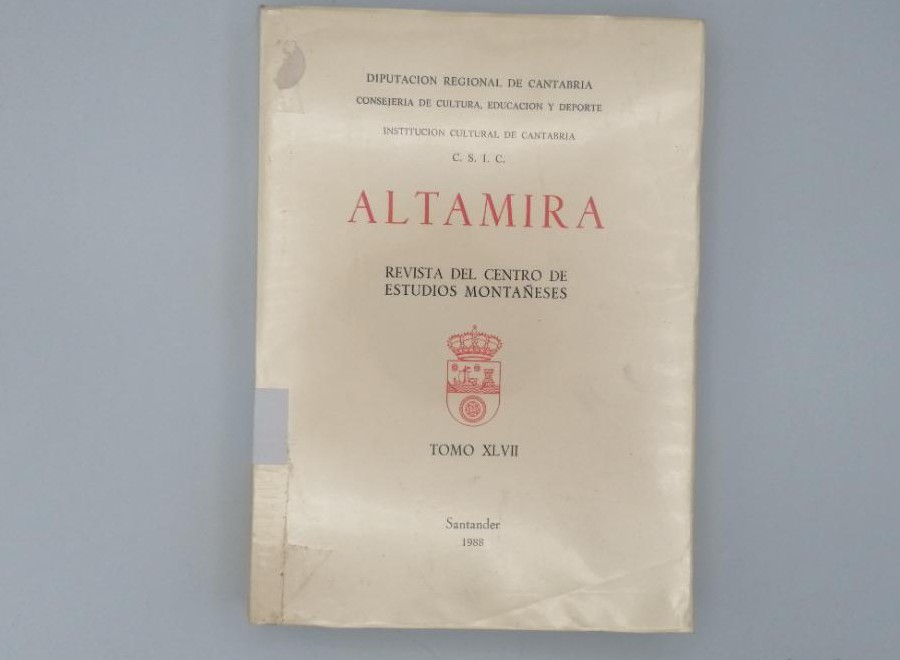 DIPUTACION REGIONAL DE CANTABRIA
CONSEJERIA DE CULTURA, EDUCACION Y DEPORTE
INSTITUCION CULTURAL DE CANTABRIA
C. S. I. C.
ALTAMIRA
REVISTA DEL CENTRO DE
ESTUDIOS MONTAÑESES
TOMO XLVII
Santander
1988